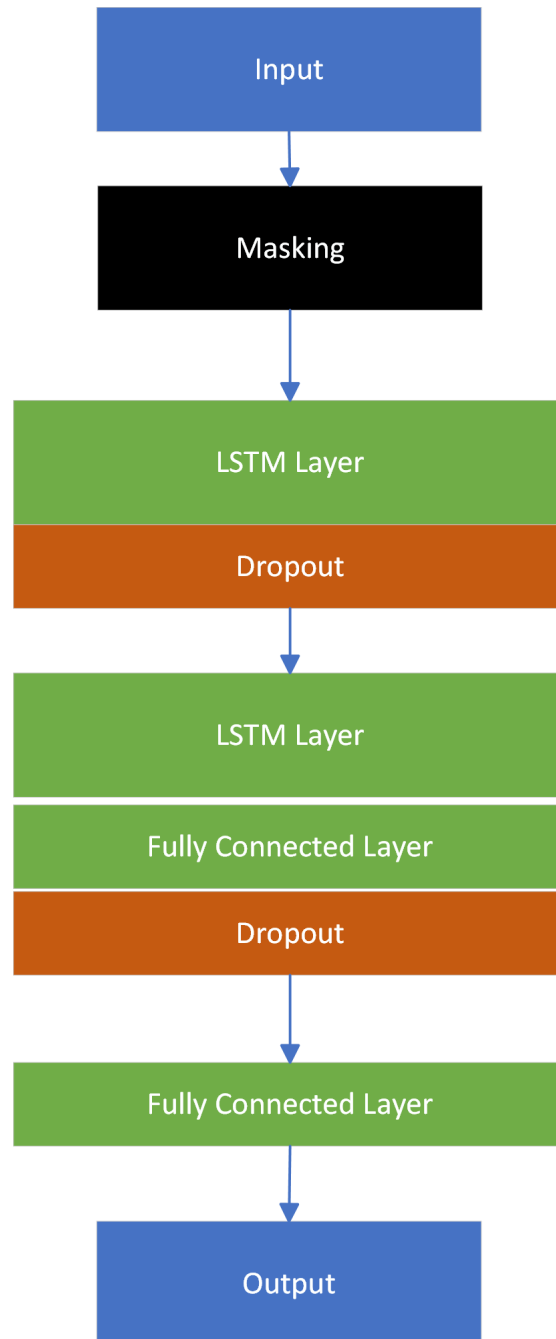 Input
Masking
LSTM Layer
Dropout
LSTM Layer
Fully Connected Layer
Dropout
Fully Connected Layer
Output